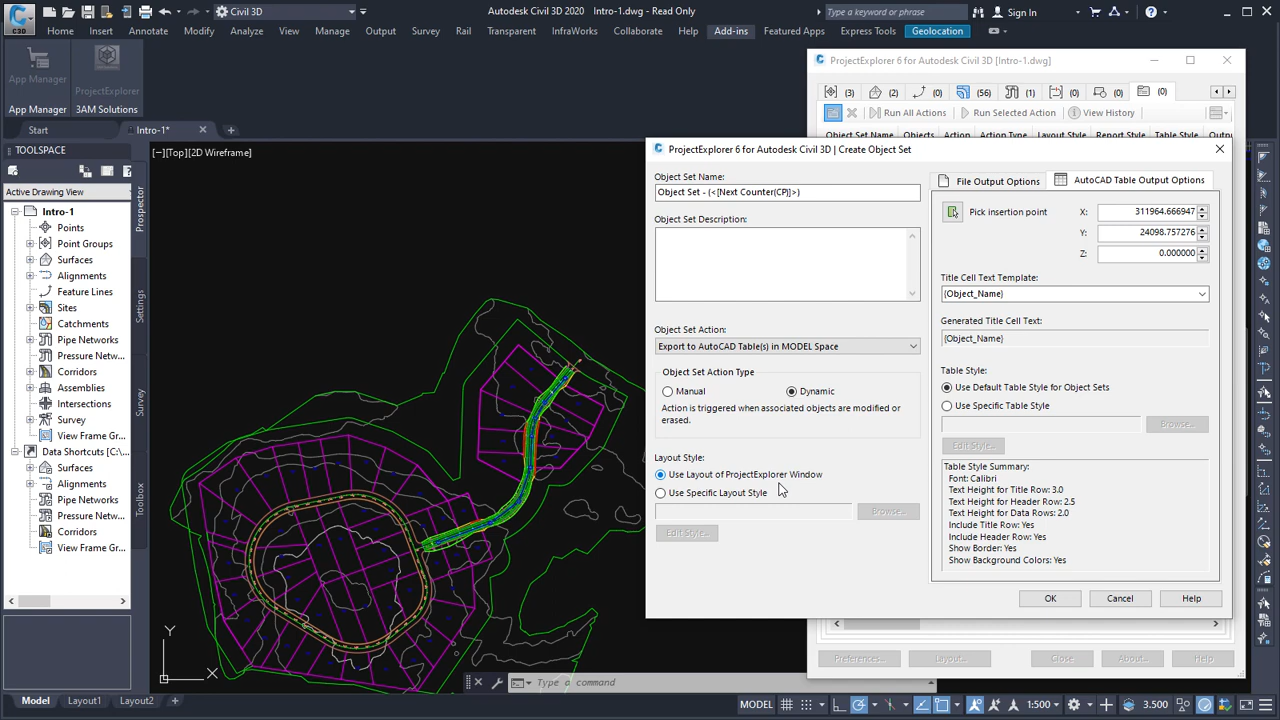 C3D
Civil 3D
Autodesk Civil 3D 2020   Intro-1.dwg - Read Only
Type a keyword or phrase
Sign In
Home Insert Annotate Modify Analyze View Manage Output Survey Rail Transparent InfraWorks Collaborate Help Add-ins Featured Apps Express Tools Geolocation
App Manager
ProjectExplorer
App Manager
3AM Solutions
Start
Intro-1*
TOOLSPACE
Active Drawing View
Intro-1
Points
Point Groups
Surfaces
Alignments
Feature Lines
Sites
Catchments
Pipe Networks
Pressure Net...
Corridors
Assemblies
Intersections
Survey
View Frame Gr...
Data Shortcuts [C:\...
Surfaces
Alignments
Pipe Networks
Pressure Net...
Corridors
View Frame Gr...
Prospector
Settings
Survey
Toolbox
[−][Top][2D Wireframe]
Y
X
Type a command
Model Layout1 Layout2
MODEL
1:500
3.500
ProjectExplorer 6 for Autodesk Civil 3D [Intro-1.dwg]
(3) (2) (0) (56) (1) (0) (0) (0)
Run All Actions Run Selected Action View History
Object Set Name Objects Action Action Type Layout Style Report Style Table Style
Preferences... Layout... Close About... Help
ProjectExplorer 6 for Autodesk Civil 3D | Create Object Set
Object Set Name:
Object Set - (<[Next Counter(CP)]>)
Object Set Description:
Object Set Action:
Export to AutoCAD Table(s) in MODEL Space
Object Set Action Type
Manual
Dynamic
Action is triggered when associated objects are modified or
erased.
Layout Style:
Use Layout of ProjectExplorer Window
Use Specific Layout Style
Browse...
Edit Style...
File Output Options
AutoCAD Table Output Options
Pick insertion point
X: 311964.666947
Y: 24098.757276
Z: 0.000000
Title Cell Text Template:
{Object_Name}
Generated Title Cell Text:
{Object_Name}
Table Style:
Use Default Table Style for Object Sets
Use Specific Table Style
Browse...
Edit Style...
Table Style Summary:
Font: Calibri
Text Height for Title Row: 3.0
Text Height for Header Row: 2.5
Text Height for Data Rows: 2.0
Include Title Row: Yes
Include Header Row: Yes
Show Border: Yes
Show Background Colors: Yes
OK Cancel Help